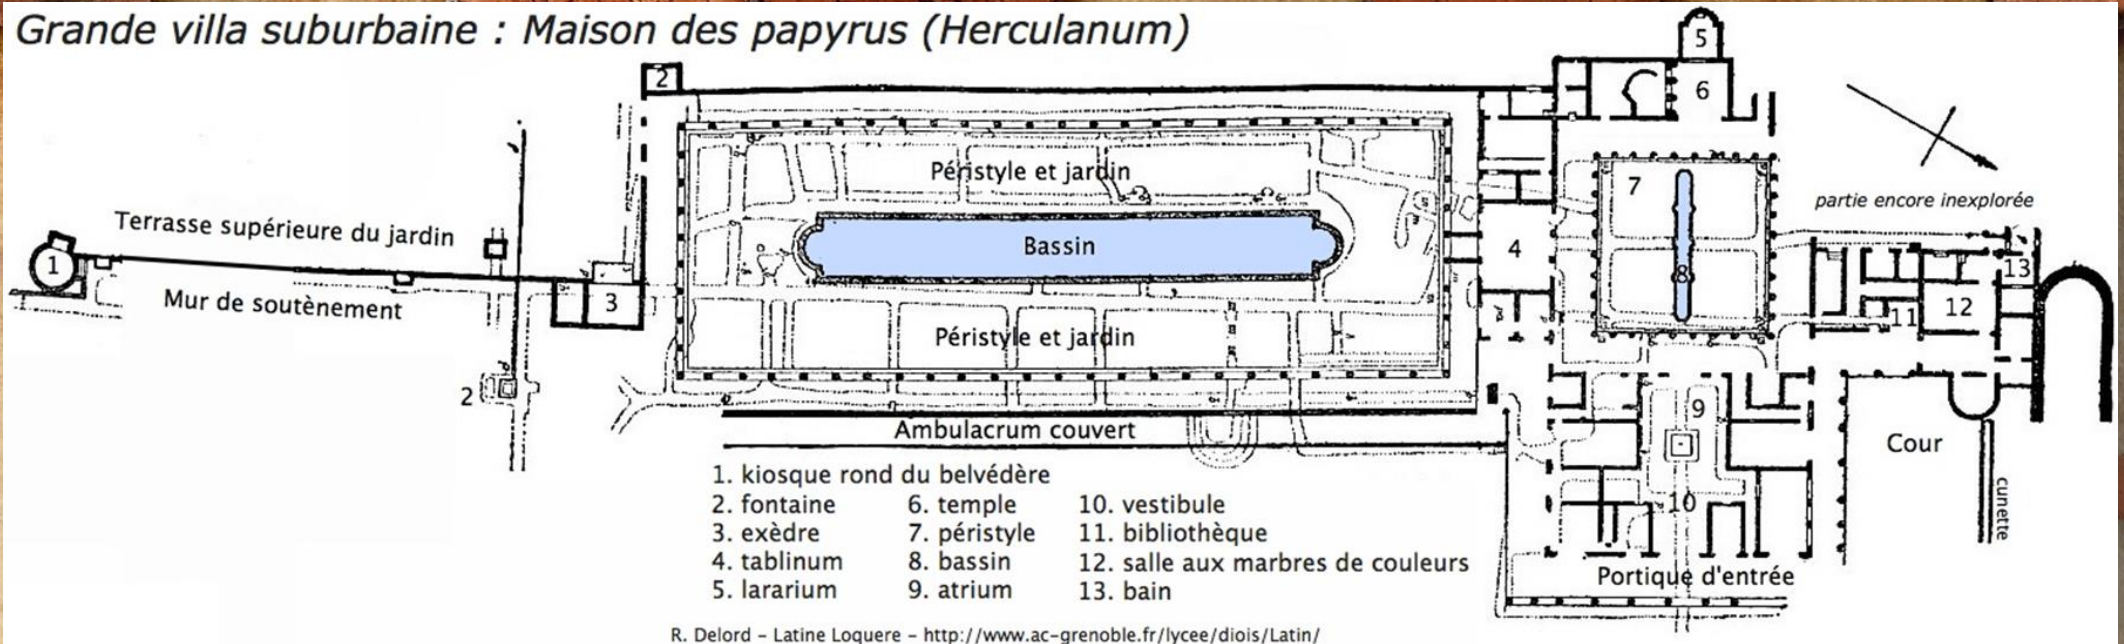 Grande villa suburbaine : Maison des papyrus (Herculanum)
5
2
6
Péristyle et jardin
7
partie encore inexplorée
Terrasse supérieure du jardin
1
Bassin
4
8
13
Mur de soutènement
3
11
12
Péristyle et jardin
2
9
Ambulacrum couvert
Cour
10
cunette
Portique d'entrée
1. kiosque rond du belvédère
2. fontaine
3. exèdre
4. tablinum
5. lararium
6. temple
7. péristyle
8. bassin
9. atrium
10. vestibule
11. bibliothèque
12. salle aux marbres de couleurs
13. bain
R. Delord – Latine Loquere – http://www.ac-grenoble.fr/lycee/diois/Latin/